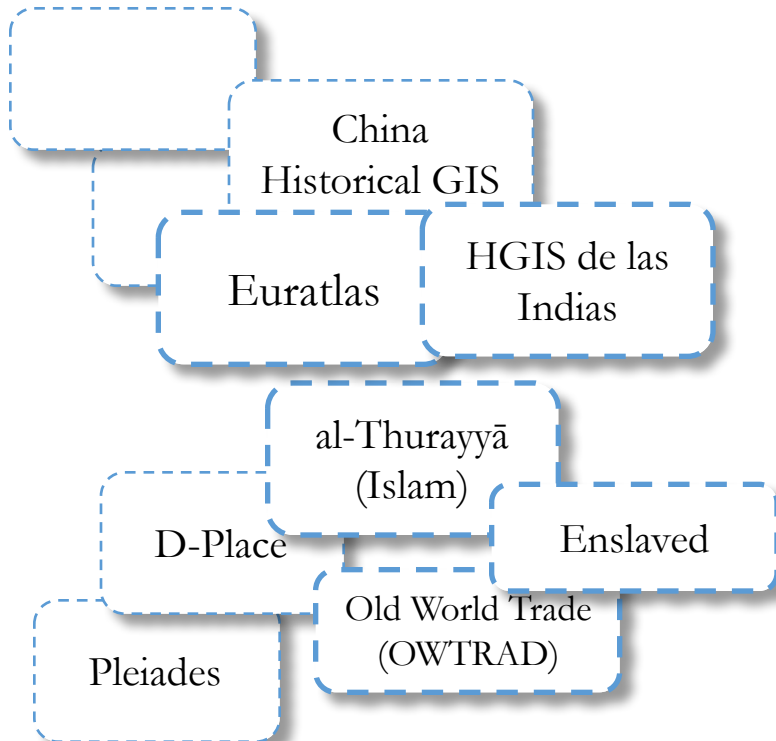 China
Historical GIS
Euratlas
HGIS de las
Indias
al-Thurayyā
(Islam)
D-Place
Enslaved
Old World Trade
(OWTRAD)
Pleiades